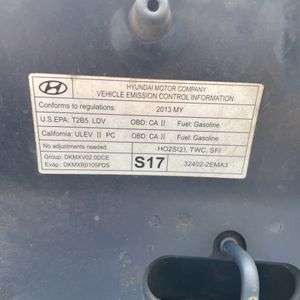 HYUNDAI MOTOR COMPANY
VEHICLE EMISSION CONTROL INFORMATION
Conforms to regulations: 2013 MY
U.S.EPA: T2B5 LDV OBD: CA II Fuel: Gasoline
California: ULEV II PC OBD: CA II Fuel: Gasoline
No adjustments needed. HO2S(2), TWC, SFI
Group: DKMXV02.0DCE
Evap: DKMXR0105PDS
S17
32402-2EMA3